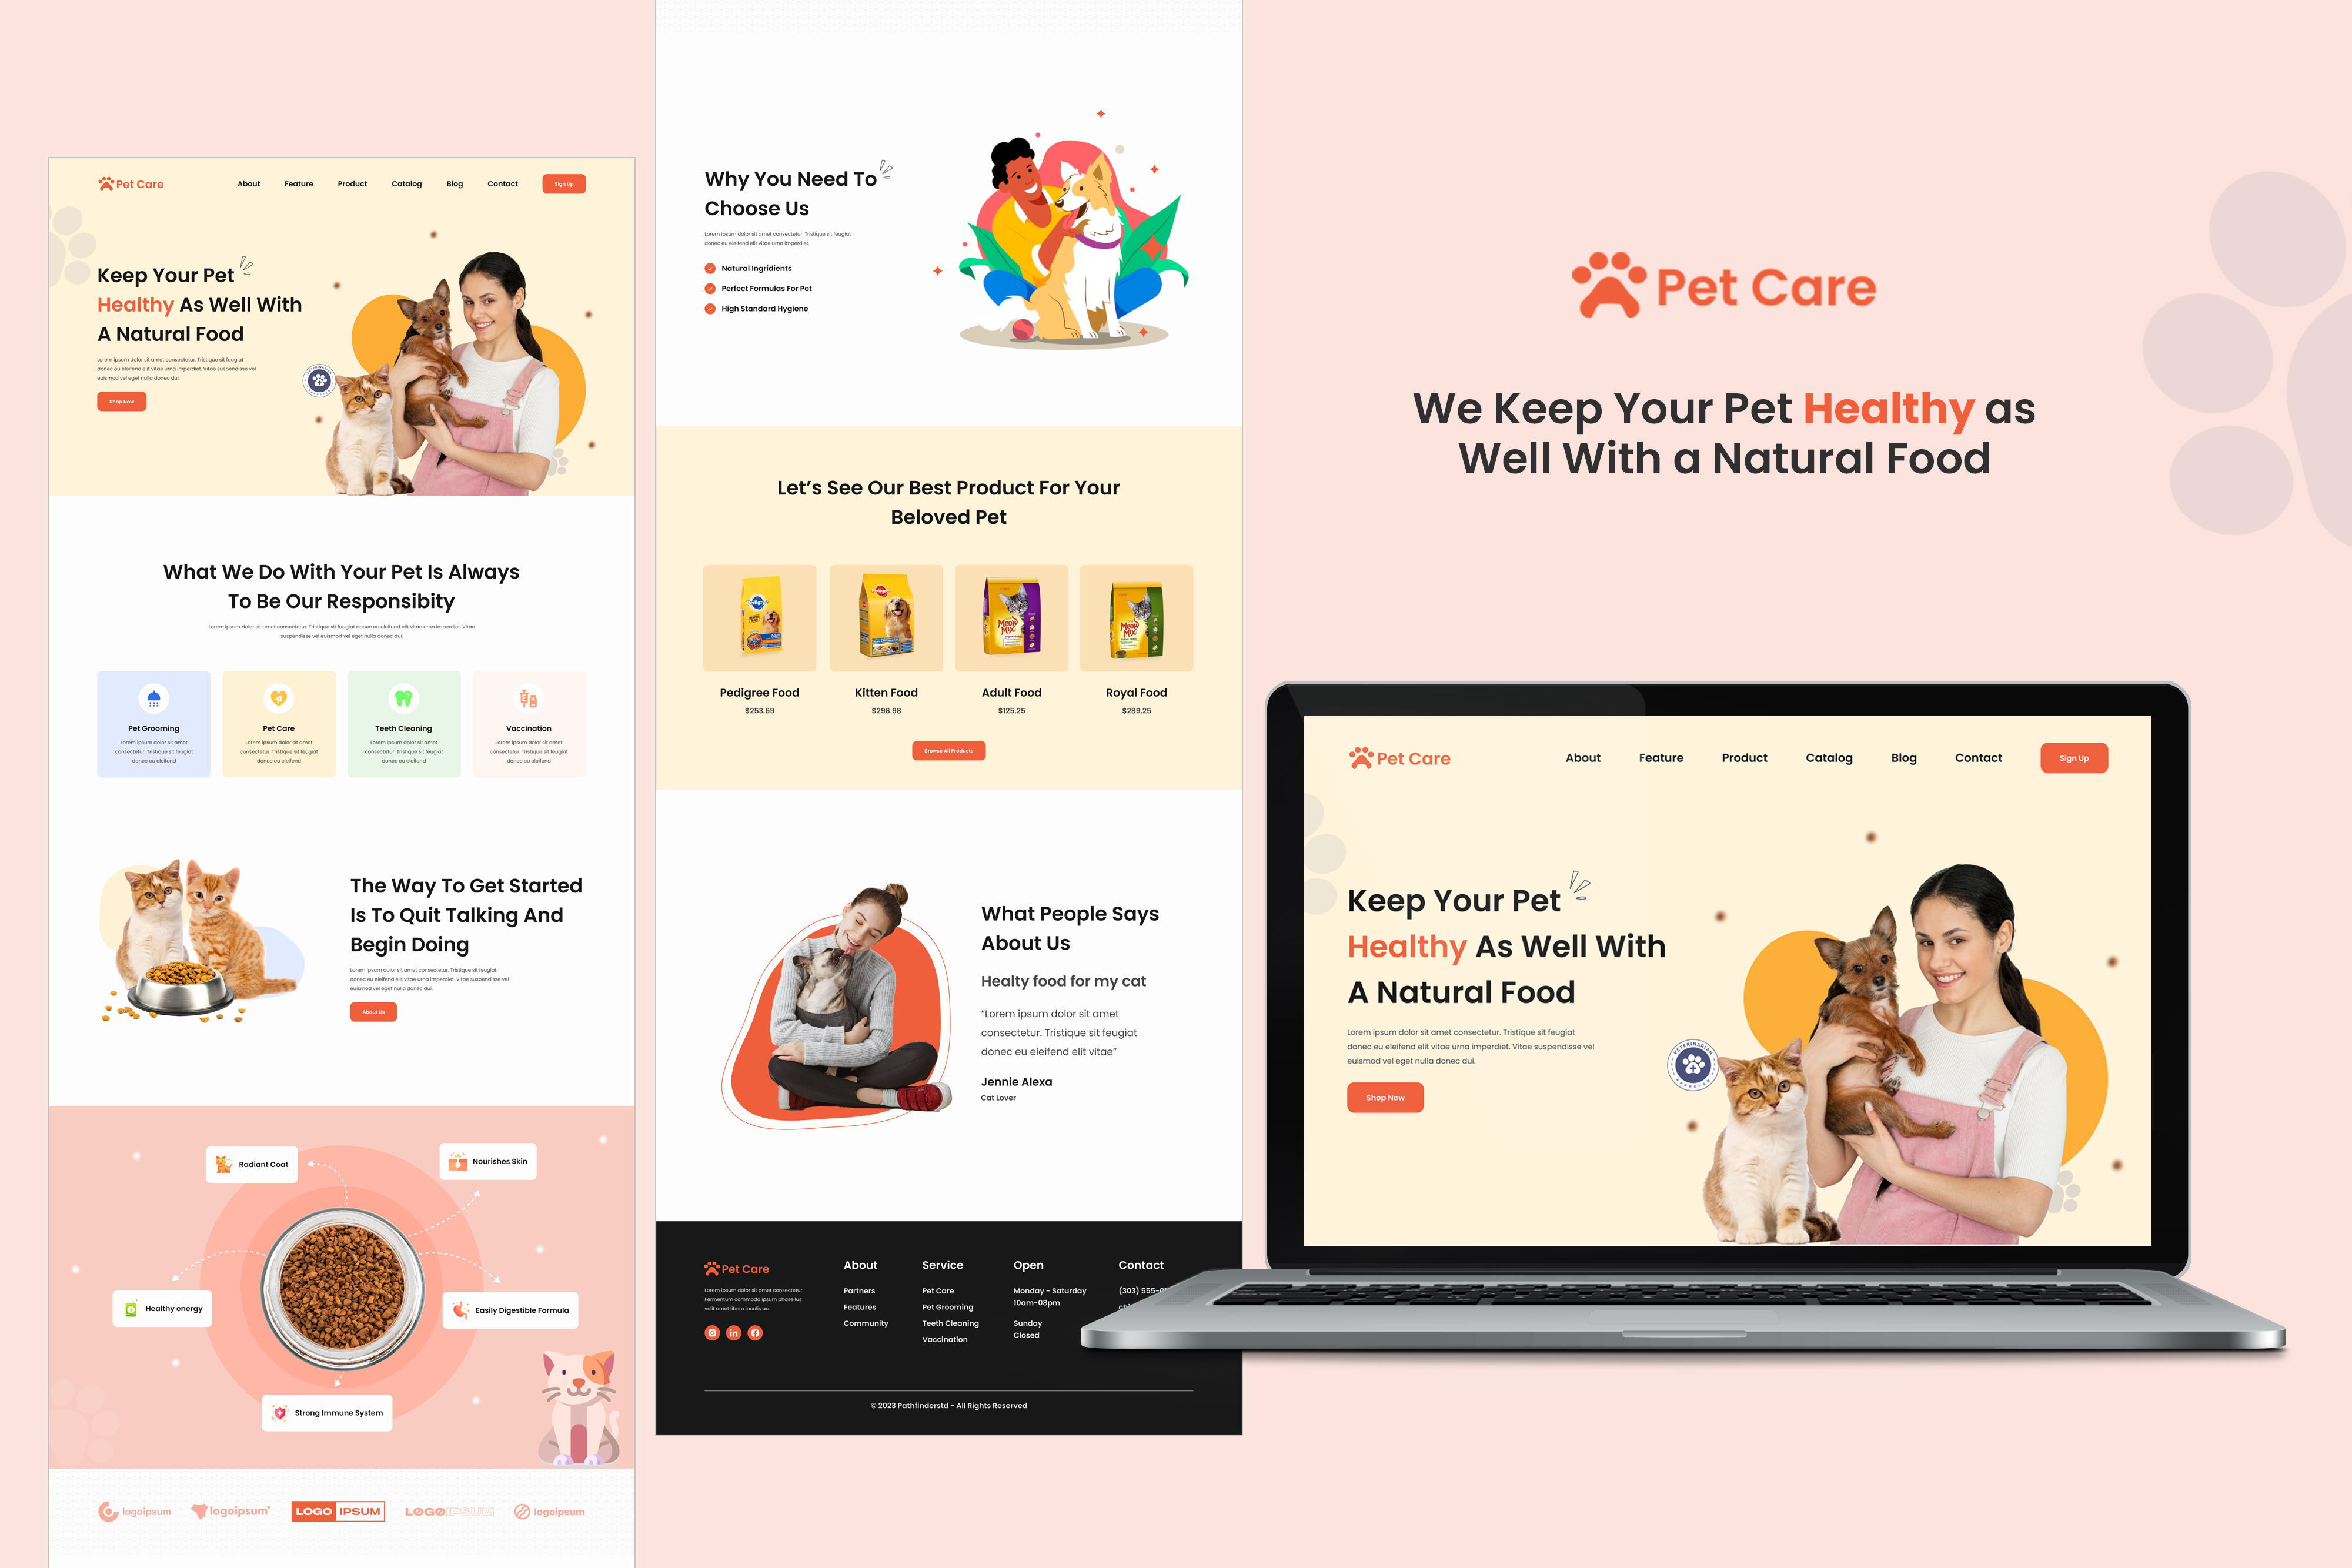 Pet Care
About
Feature
Product
Catalog
Blog
Contact
Sign Up
Keep Your Pet
Healthy As Well With
A Natural Food
Lorem ipsum dolor sit amet consectetur. Tristique sit feugiat
donec eu eleifend elit vitae urna imperdiet. Vitae suspendisse vel
euismod vel eget nulla donec dui.
Shop Now
What We Do With Your Pet Is Always
To Be Our Responsibity
Lorem ipsum dolor sit amet consectetur. Tristique sit feugiat donec eu eleifend elit vitae urna imperdiet. Vitae
suspendisse vel euismod vel eget nulla donec dui.
Pet Grooming
Lorem ipsum dolor sit amet
consectetur. Tristique sit feugiat
donec eu eleifend
Pet Care
Lorem ipsum dolor sit amet
consectetur. Tristique sit feugiat
donec eu eleifend
Teeth Cleaning
Lorem ipsum dolor sit amet
consectetur. Tristique sit feugiat
donec eu eleifend
Vaccination
Lorem ipsum dolor sit amet
consectetur. Tristique sit feugiat
donec eu eleifend
The Way To Get Started
Is To Quit Talking And
Begin Doing
Lorem ipsum dolor sit amet consectetur. Tristique sit feugiat
donec eu eleifend elit vitae urna imperdiet. Vitae suspendisse vel
euismod vel eget nulla donec dui.
About Us
Radiant Coat
Nourishes Skin
Healthy energy
Easily Digestible Formula
Strong Immune System
logoipsum
logoipsum
LOGO IPSUM
LOGOIPSUM
logoipsum
Why You Need To
Choose Us
Lorem ipsum dolor sit amet consectetur. Tristique sit feugiat
donec eu eleifend elit vitae urna imperdiet.
Natural Ingridients
Perfect Formulas For Pet
High Standard Hygiene
Let's See Our Best Product For Your
Beloved Pet
Pedigree
Pedigree
Meow Mix
Meow Mix
Pedigree Food
$253.69
Kitten Food
$296.98
Adult Food
$125.25
Royal Food
$289.25
Browse All Products
What People Says
About Us
Healty food for my cat
“Lorem ipsum dolor sit amet
consectetur. Tristique sit feugiat
donec eu eleifend elit vitae”
Jennie Alexa
Cat Lover
Pet Care
Lorem ipsum dolor sit amet consectetur.
Fermentum commodo ipsum phasellus
velit amet libero iaculis ac.
About
Partners
Features
Community
Service
Pet Care
Pet Grooming
Teeth Cleaning
Vaccination
Open
Monday - Saturday
10am-08pm
Sunday
Closed
Contact
(303) 555-0
© 2023 Pathfinderstd - All Rights Reserved
Pet Care
We Keep Your Pet Healthy as
Well With a Natural Food
Pet Care
About
Feature
Product
Catalog
Blog
Contact
Sign Up
Keep Your Pet
Healthy As Well With
A Natural Food
Lorem ipsum dolor sit amet consectetur. Tristique sit feugiat
donec eu eleifend elit vitae urna imperdiet. Vitae suspendisse vel
euismod vel eget nulla donec dui.
VETERINARIAN
APPROVED
Shop Now